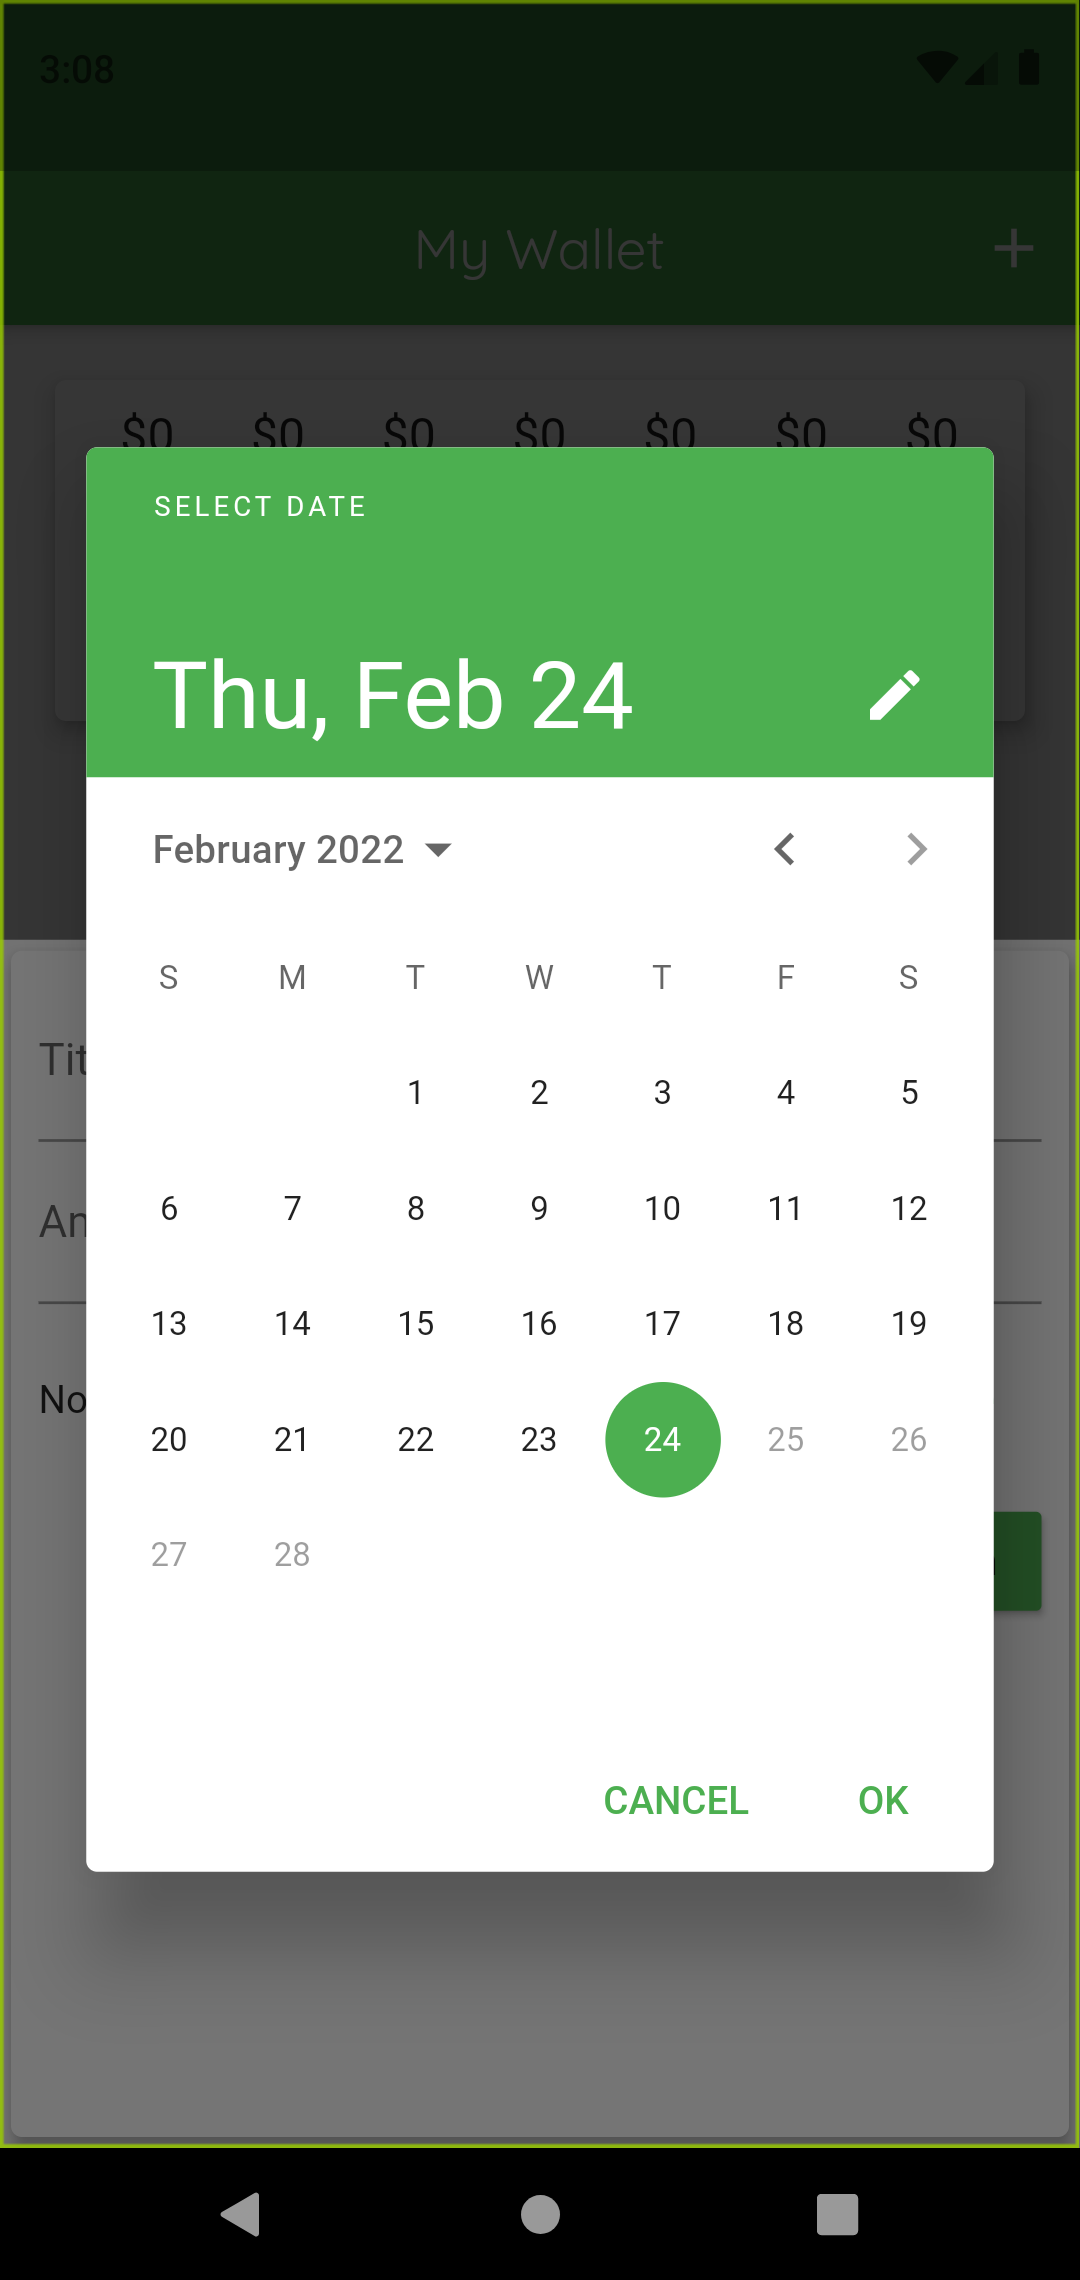 3:08
My Wallet +
$0 $0 $0 $0 $0 $0 $0
SELECT DATE
Thu, Feb 24
February 2022
S M T W T F S
1 2 3 4 5
6 7 8 9 10 11 12
13 14 15 16 17 18 19
20 21 22 23 24 25 26
27 28
CANCEL OK